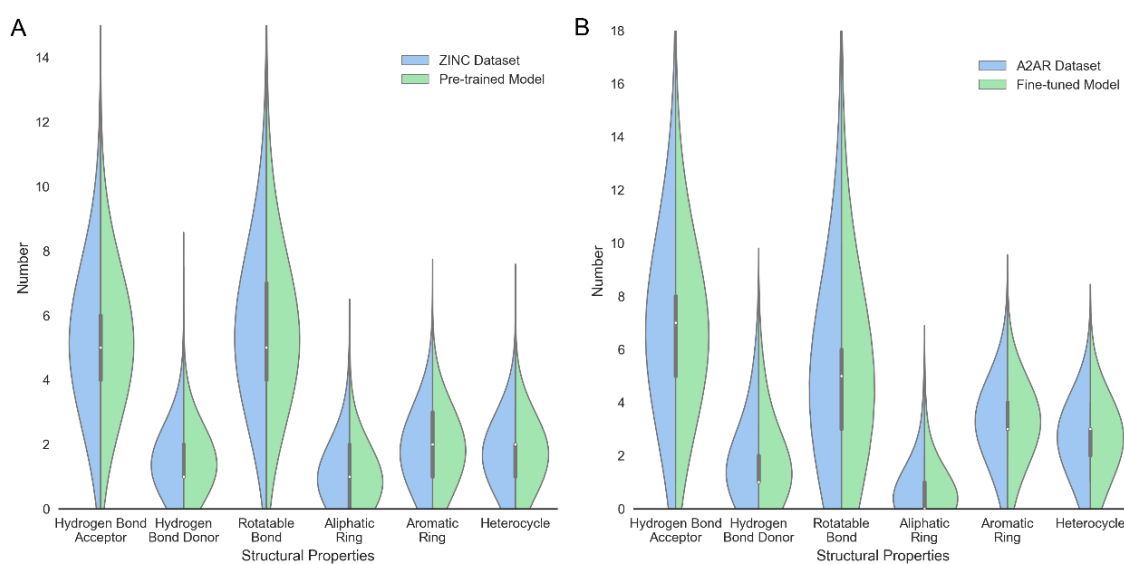 A
ZINC Dataset
Pre-trained Model
14
12
10
8
6
4
2
0
Number
Hydrogen Bond
Acceptor
Hydrogen
Bond Donor
Rotatable
Bond
Aliphatic
Ring
Aromatic
Ring
Heterocycle
Structural Properties
B
A2AR Dataset
Fine-tuned Model
18
16
14
12
10
8
6
4
2
0
Number
Hydrogen Bond
Acceptor
Hydrogen
Bond Donor
Rotatable
Bond
Aliphatic
Ring
Aromatic
Ring
Heterocycle
Structural Properties